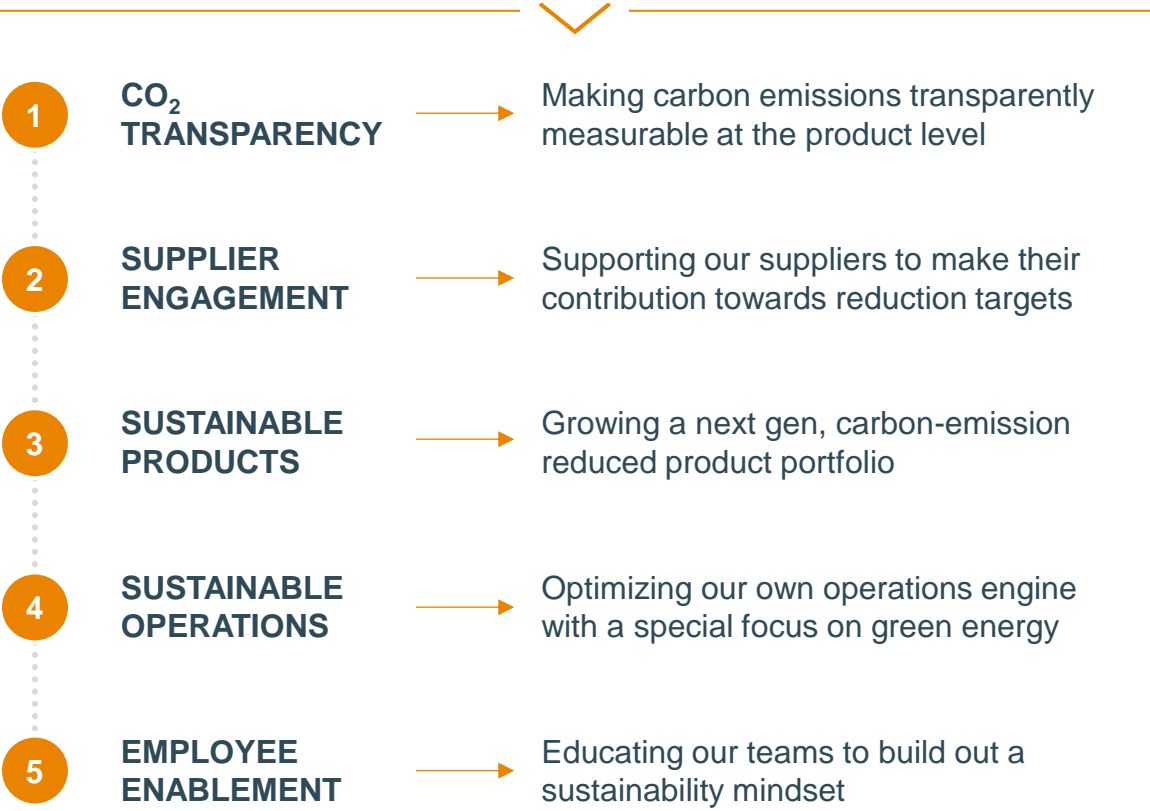 1
CO₂
TRANSPARENCY
Making carbon emissions transparently
measurable at the product level
2
SUPPLIER
ENGAGEMENT
Supporting our suppliers to make their
contribution towards reduction targets
3
SUSTAINABLE
PRODUCTS
Growing a next gen, carbon-emission
reduced product portfolio
4
SUSTAINABLE
OPERATIONS
Optimizing our own operations engine
with a special focus on green energy
5
EMPLOYEE
ENABLEMENT
Educating our teams to build out a
sustainability mindset